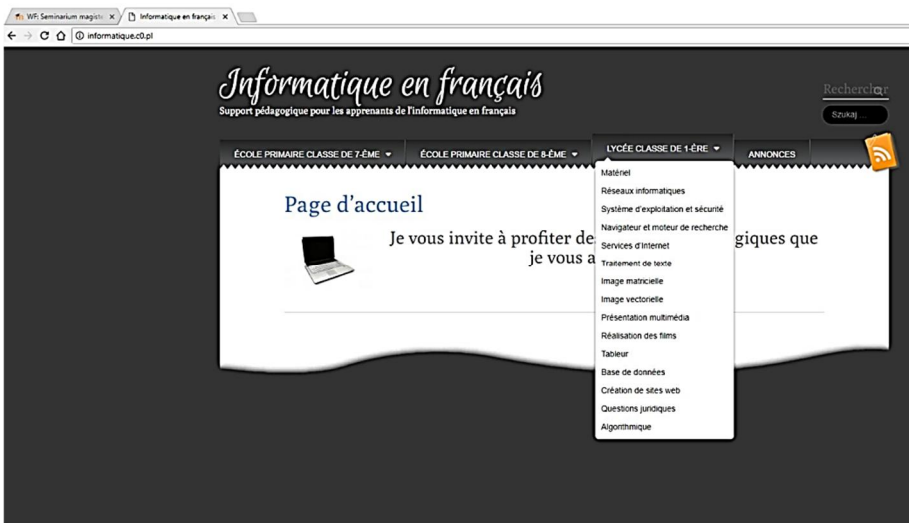 WF: Seminarium magiste
Informatique en français
informatique.c0.pl
Informatique en français
Support pédagogique pour les apprenants de l'informatique en français
Rechercher
Szukaj ...
ÉCOLE PRIMAIRE CLASSE DE 7-ÈME
ÉCOLE PRIMAIRE CLASSE DE 8-ÈME
LYCÉE CLASSE DE 1-ÈRE
ANNONCES
Matériel
Réseaux informatiques
Système d'exploitation et sécurité
Navigateur et moteur de recherche
Services d'Internet
Traitement de texte
Image matricielle
Image vectorielle
Présentation multimédia
Réalisation des films
Tableur
Base de données
Création de sites web
Questions juridiques
Algorithmique
Page d'accueil
Je vous invite à profiter de giques que
je vous a